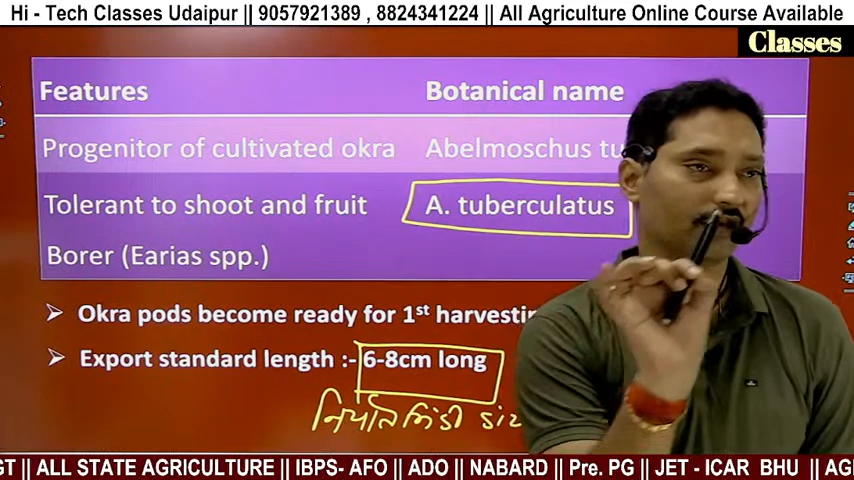 Hi - Tech Classes Udaipur || 9057921389 , 8824341224 || All Agriculture Online Course Available
Classes
Features Botanical name
Progenitor of cultivated okra Abelmoschus tu
Tolerant to shoot and fruit A. tuberculatus
Borer (Earias spp.)
➢ Okra pods become ready for 1st harvestin
➢ Export standard length :- 6-8cm long
निर्यात भिंडी
GT || ALL STATE AGRICULTURE || IBPS- AFO || ADO || NABARD || Pre. PG || JET - ICAR BHU || AG